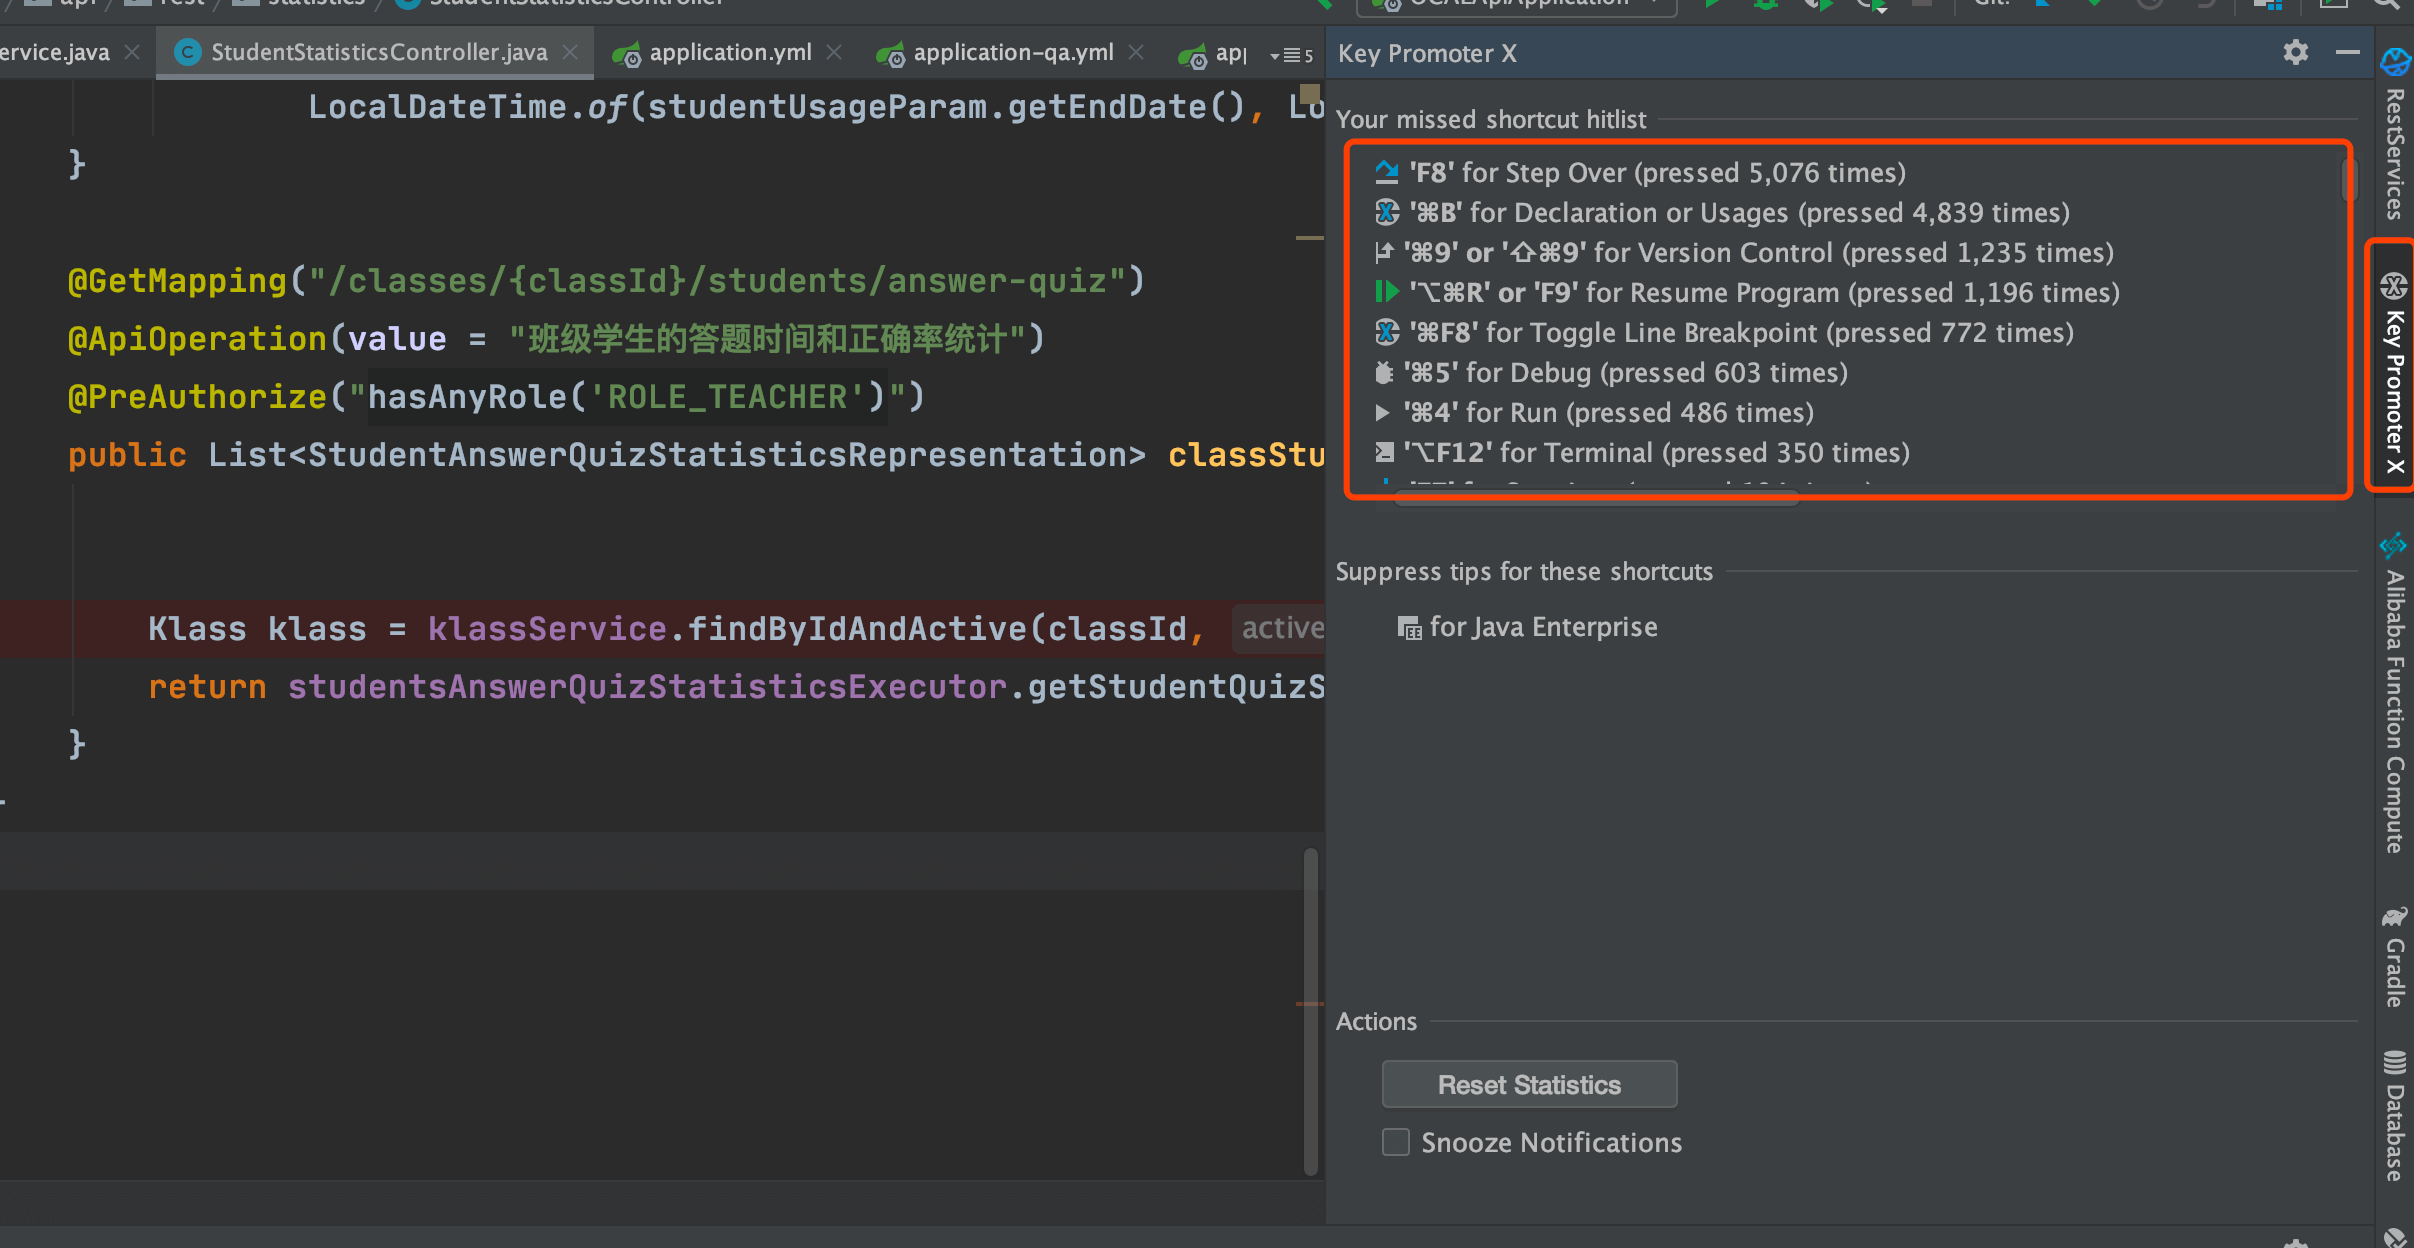 api / rest / statistics / StudentStatisticsController
OCAEApiApplication
Git:
ervice.java
StudentStatisticsController.java
application.yml
application-qa.yml
app
5
LocalDateTime.of(studentUsageParam.getEndDate(), Lo
}
@GetMapping("/classes/{classId}/students/answer-quiz")
@ApiOperation(value = "班级学生的答题时间和正确率统计")
@PreAuthorize("hasAnyRole('ROLE_TEACHER')")
public List<StudentAnswerQuizStatisticsRepresentation> classStu
Klass klass = klassService.findByIdAndActive(classId, active
return studentsAnswerQuizStatisticsExecutor.getStudentQuizS
}
Key Promoter X
Your missed shortcut hitlist
'F8' for Step Over (pressed 5,076 times)
'⌘B' for Declaration or Usages (pressed 4,839 times)
'⌘9' or '⇧⌘9' for Version Control (pressed 1,235 times)
'⌥⌘R' or 'F9' for Resume Program (pressed 1,196 times)
'⌘F8' for Toggle Line Breakpoint (pressed 772 times)
'⌘5' for Debug (pressed 603 times)
'⌘4' for Run (pressed 486 times)
'⌥F12' for Terminal (pressed 350 times)
Suppress tips for these shortcuts
for Java Enterprise
Actions
Reset Statistics
Snooze Notifications
RestServices
Key Promoter X
Alibaba Function Compute
Gradle
Database